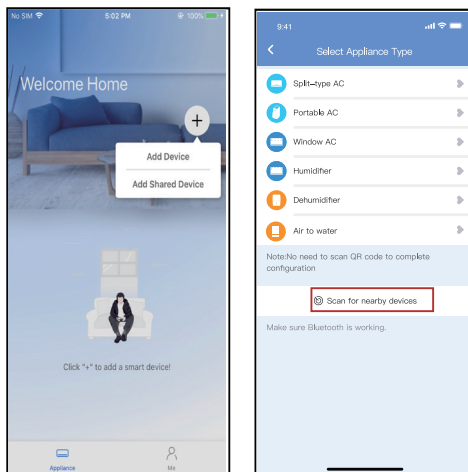 No SIM 5:02 PM 100%
Welcome Home
+
Add Device
Add Shared Device
Click "+" to add a smart device!
Appliance Me
9:41
Select Appliance Type
Split-type AC
Portable AC
Window AC
Humidifier
Dehumidifier
Air to water
Note:No need to scan QR code to complete
configuration
Scan for nearby devices
Make sure Bluetooth is working.